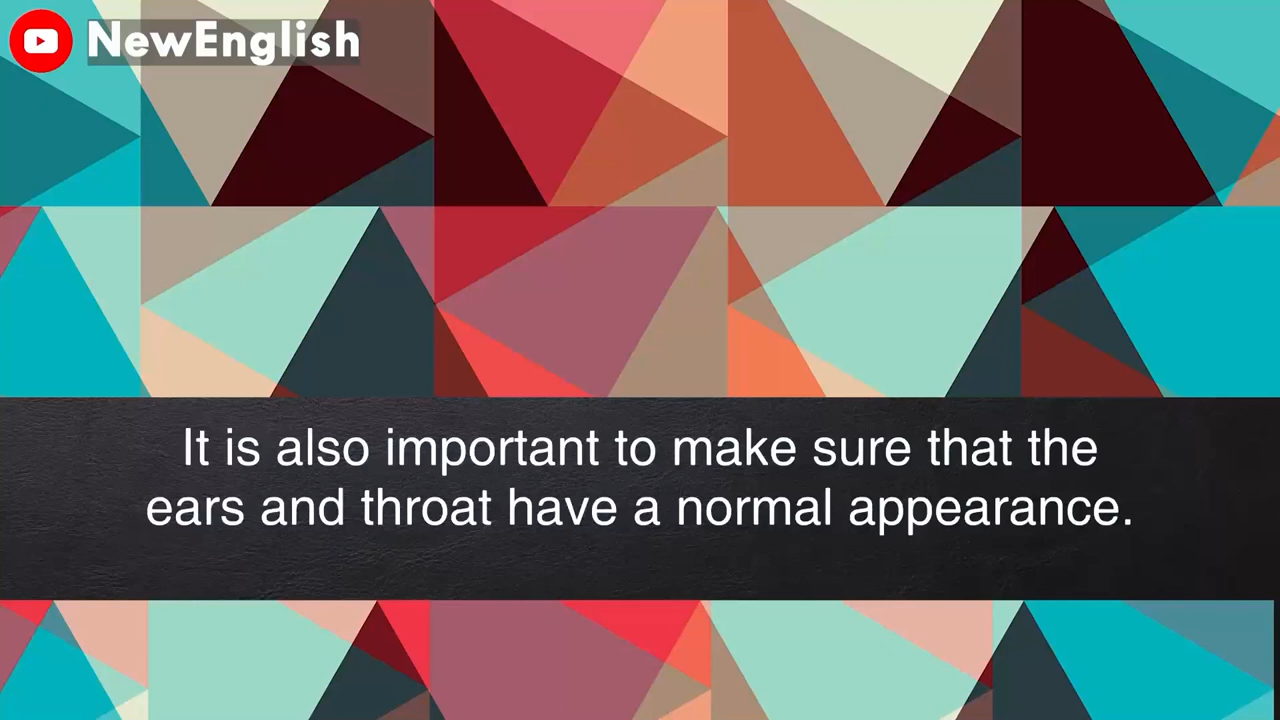 NewEnglish
It is also important to make sure that the
ears and throat have a normal appearance.